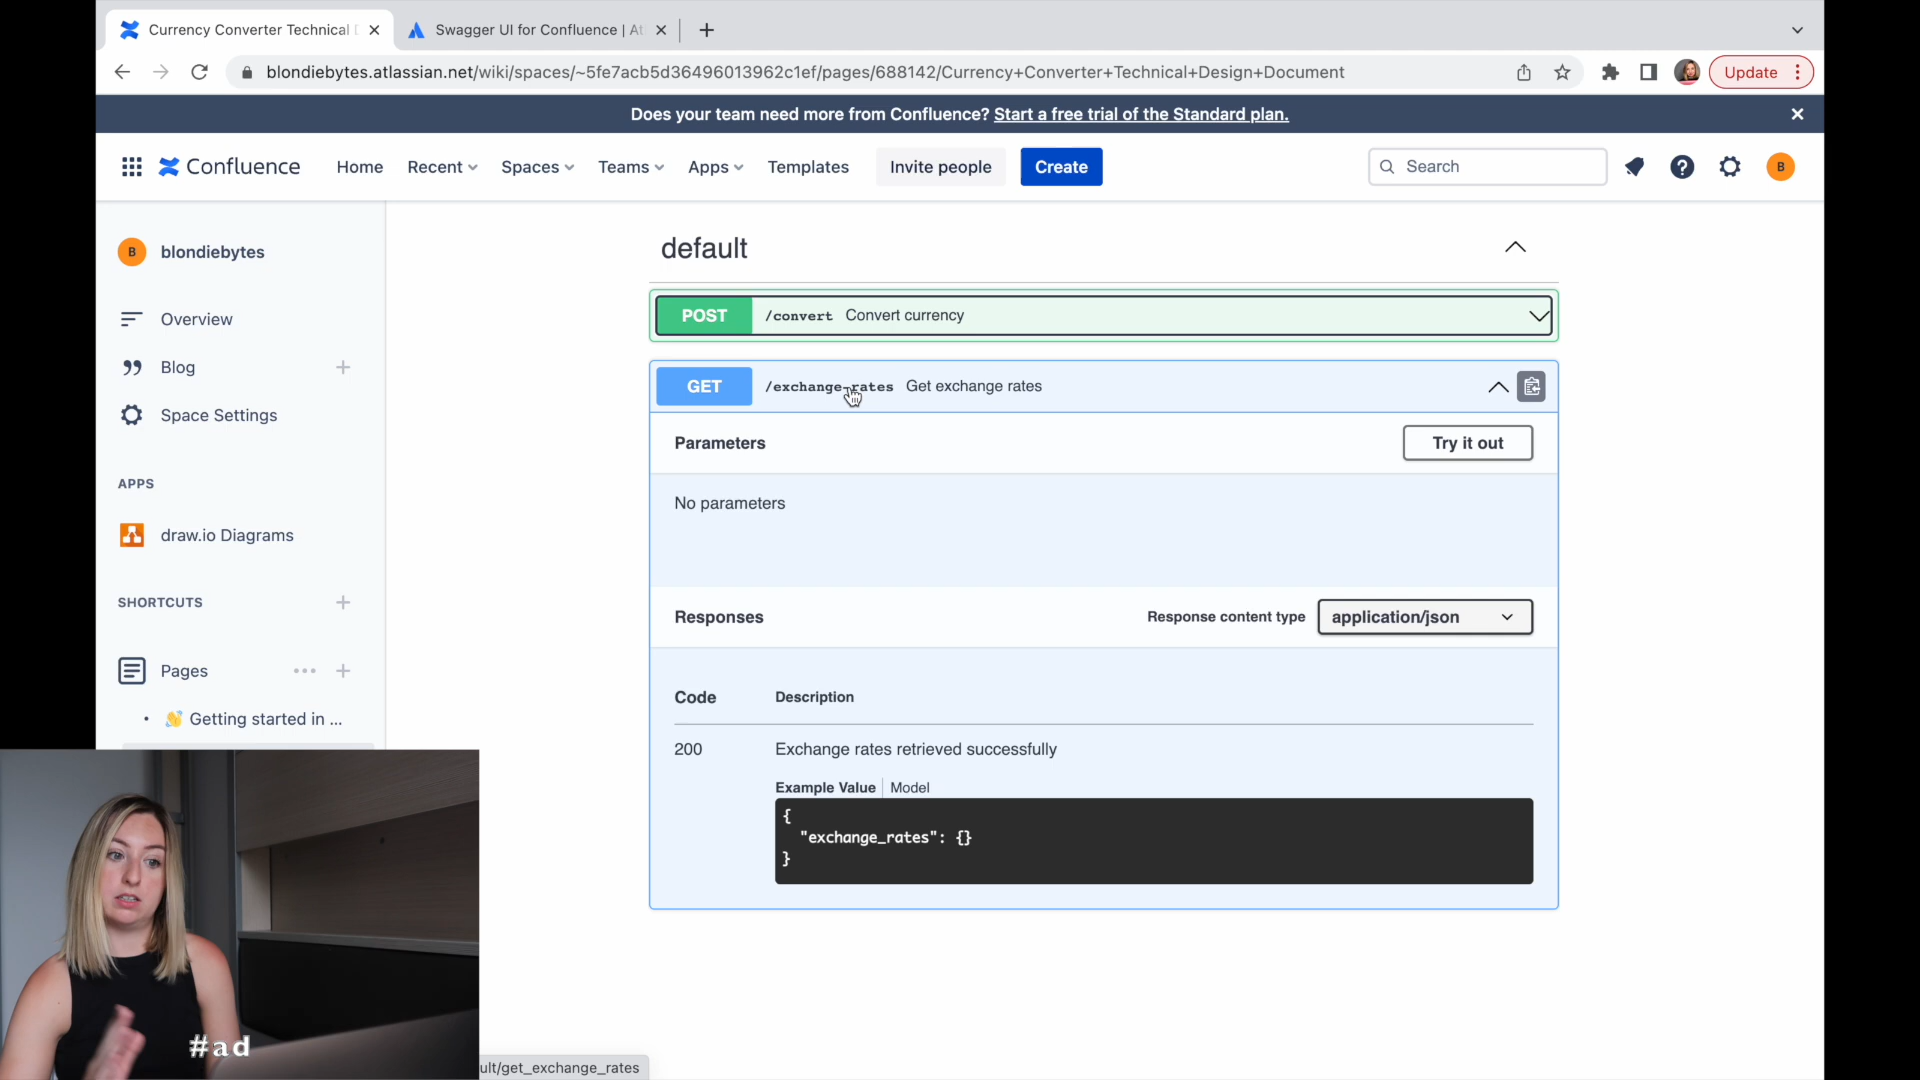 Currency Converter Technical D
Swagger UI for Confluence | At
blondiebytes.atlassian.net/wiki/spaces/~5fe7acb5d36496013962c1ef/pages/688142/Currency+Converter+Technical+Design+Document
Update
Does your team need more from Confluence? Start a free trial of the Standard plan.
Confluence
Home
Recent
Spaces
Teams
Apps
Templates
Invite people
Create
Search
B
B
blondiebytes
Overview
Blog
Space Settings
APPS
draw.io Diagrams
SHORTCUTS
Pages
Getting started in ...
default
POST /convert Convert currency
GET /exchange-rates Get exchange rates
Parameters
Try it out
No parameters
Responses
Response content type
application/json
Code
Description
200
Exchange rates retrieved successfully
Example Value
Model
{
"exchange_rates": {}
}
#ad
ult/get_exchange_rates